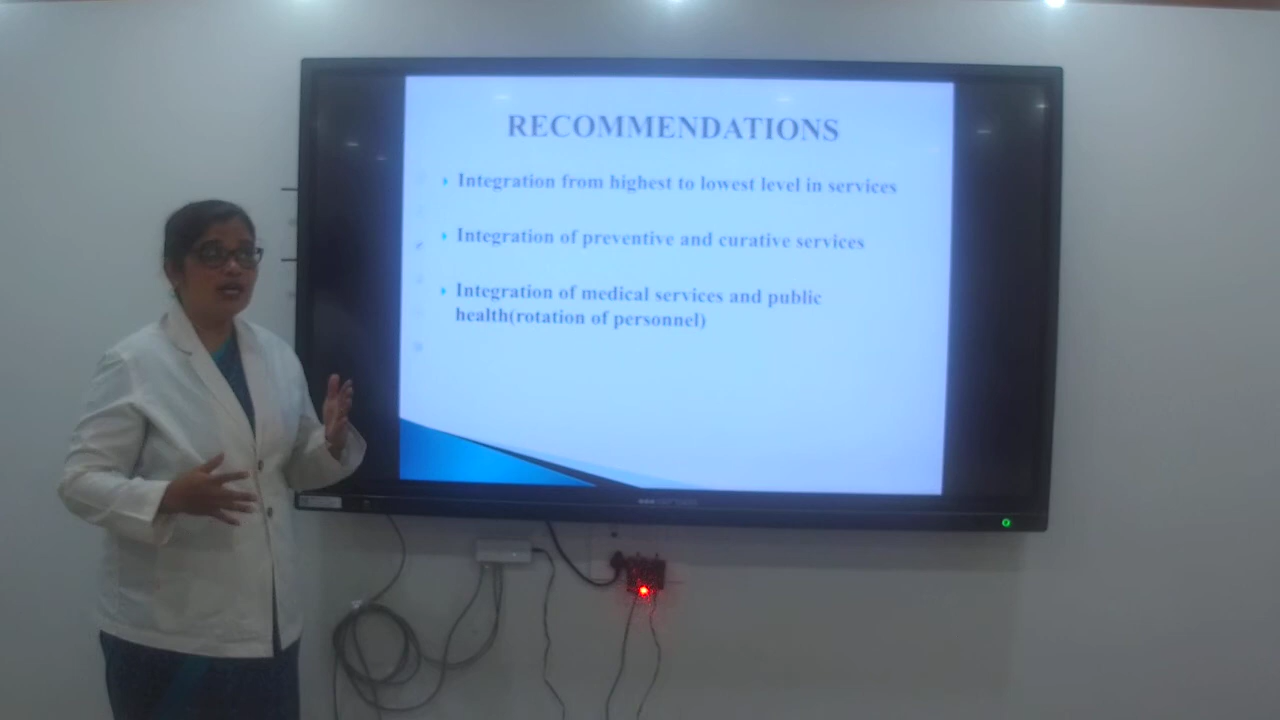 RECOMMENDATIONS
Integration from highest to lowest level in services
Integration of preventive and curative services
Integration of medical services and public
health(rotation of personnel)